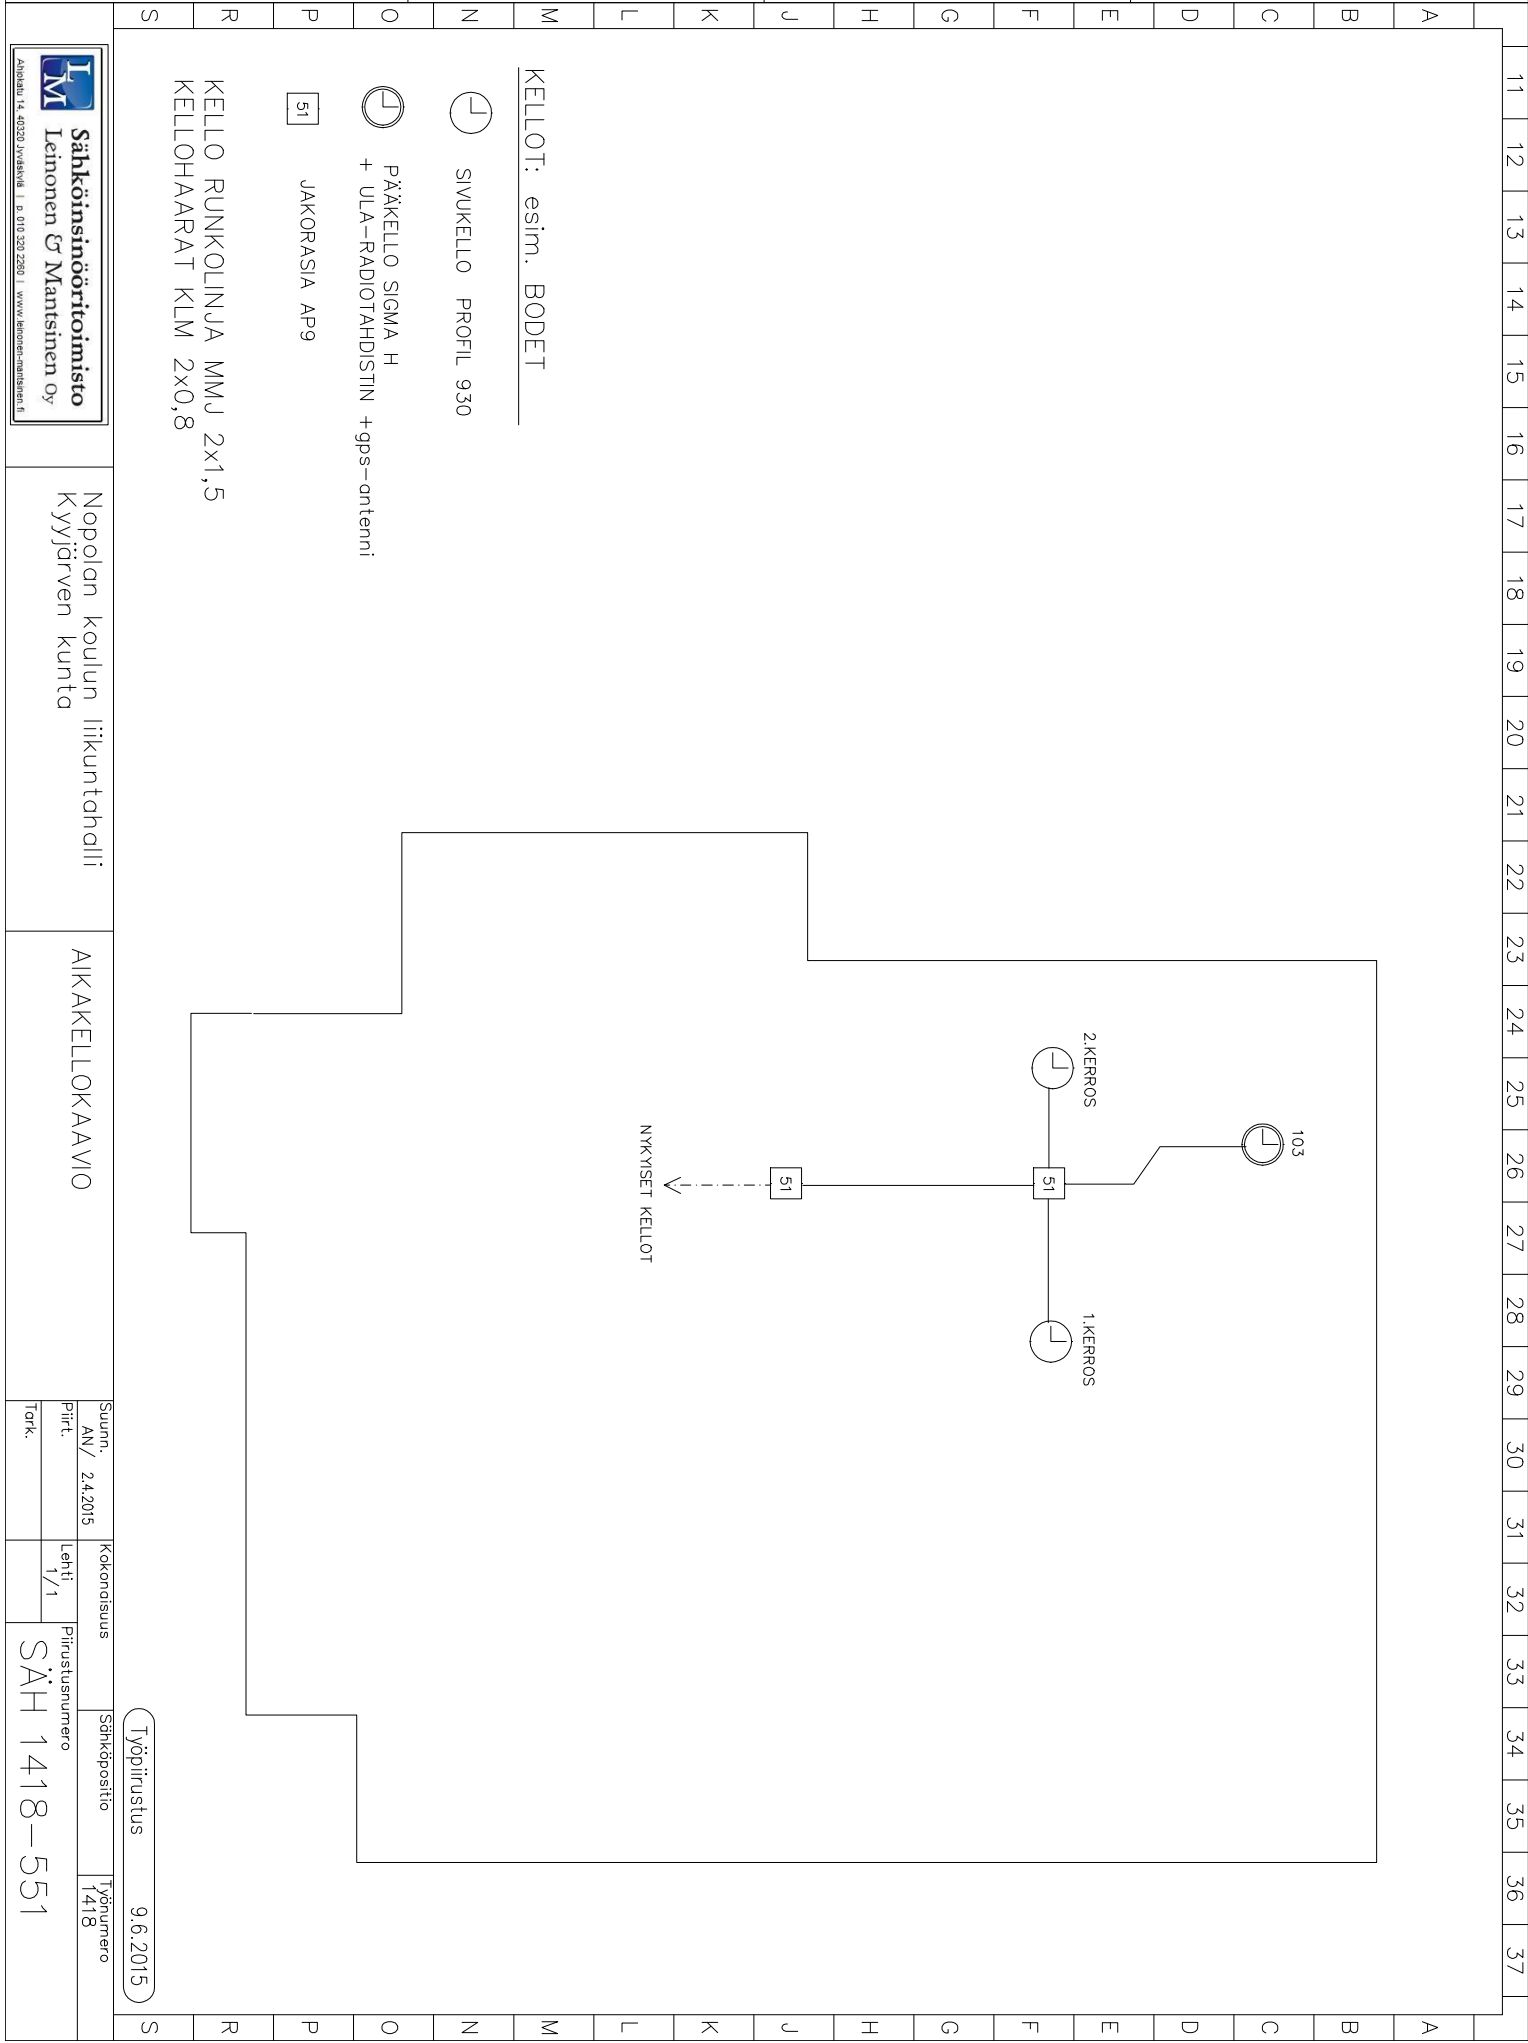 11 12 13 14 15 16 17 18 19 20 21 22 23 24 25 26 27 28 29 30 31 32 33 34 35 36 37
A
B
C
D
E
F
G
H
J
K
L
M
N
O
P
R
S
A
B
C
D
E
F
G
H
J
K
L
M
N
O
P
R
S
103
2.KERROS
1.KERROS
51
51
NYKYISET KELLOT
KELLOT: esim. BODET
SIVUKELLO PROFIL 930
PÄÄKELLO SIGMA H
+ ULA-RADIOTAHDISTIN +gps-antenni
51 JAKORASIA AP9
KELLO RUNKOLINJA MMJ 2x1,5
KELLOHAARAT KLM 2x0,8
Työpiirustus 9.6.2015
LM
Sähköinsinööritoimisto
Leinonen & Mantsinen Oy
Ahjokatu 14, 40320 Jyväskylä | p. 010 320 2260 | www.leinonen-mantsinen.fi
Nopolan koulun liikuntahalli
Kyyjärven kunta
AIKAKELLOKAAVIO
Suunn.
AN/ 2.4.2015
Piirt.
Tark.
Kokonaisuus
Lehti
1/1
Sähköpositio
Työnumero
1418
Piirustusnumero
SÄH 1418-551